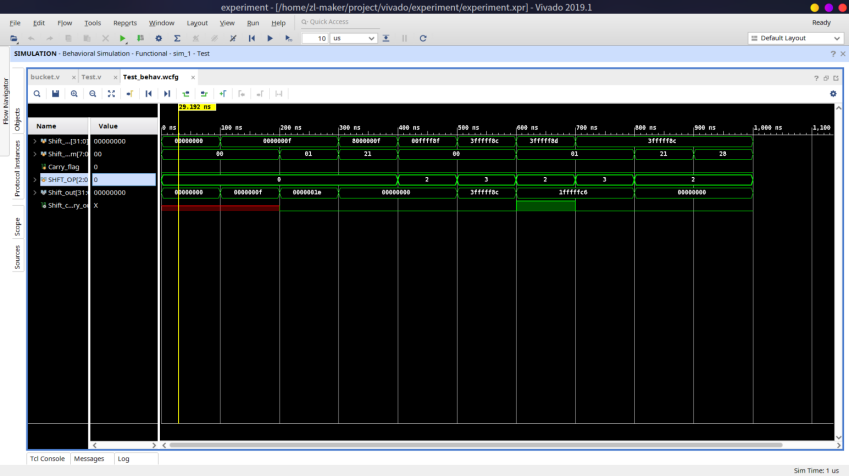 experiment - [/home/zl-maker/project/vivado/experiment/experiment.xpr] - Vivado 2019.1
File Edit Flow Tools Reports Window Layout View Run Help Q- Quick Access Ready
10 us Default Layout
SIMULATION - Behavioral Simulation - Functional - sim_1 - Test ? ×
bucket.v × Test.v × Test_behav.wcfg ×
Flow Navigator
Objects
Protocol Instances
Scope
Sources
29.192 ns
Name Value 0 ns 100 ns 200 ns 300 ns 400 ns 500 ns 600 ns 700 ns 800 ns 900 ns 1,000 ns 1,100
Shift_...[31:0] 00000000 00000000 0000000f 8000000f 00fffff8f 3fffff8c 3fffff8d 3fffff8c
Shift_...m[7:0 00 00 01 21 00 01 21 28
Carry_flag 0
SHFT_OP[2:0 0 0 2 3 2 3 2
Shift_out[31: 00000000 00000000 0000000f 0000001e 00000000 3fffff8c 1fffffc6 00000000
Shift_c...ry_ou X
Tcl Console Messages Log
Sim Time: 1 us